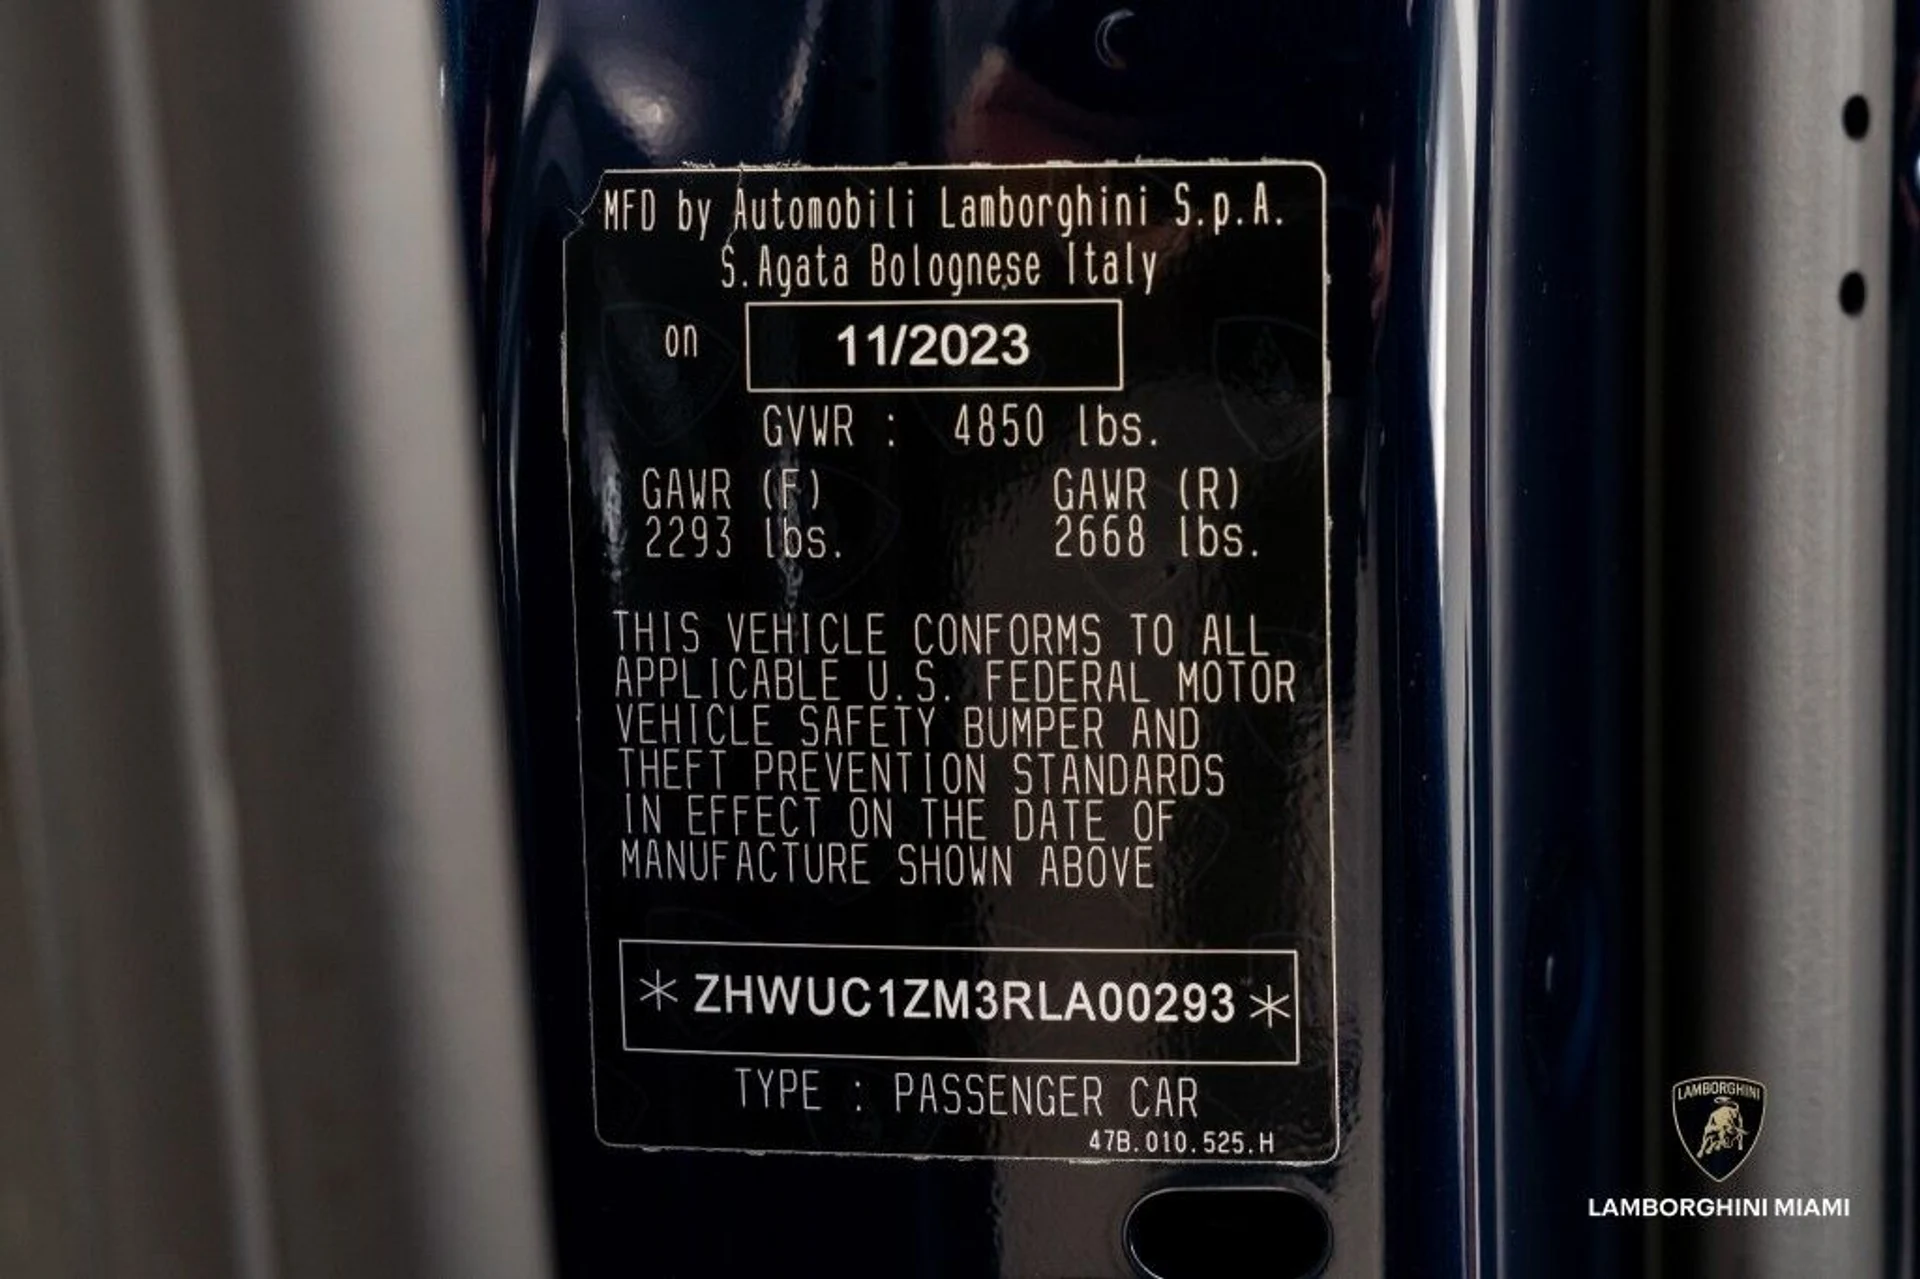 MFD by Automobili Lamborghini S.p.A.
S.Agata Bolognese Italy
on 11/2023
GVWR : 4850 lbs.
GAWR (F) GAWR (R)
2293 lbs. 2668 lbs.
THIS VEHICLE CONFORMS TO ALL
APPLICABLE U.S. FEDERAL MOTOR
VEHICLE SAFETY BUMPER AND
THEFT PREVENTION STANDARDS
IN EFFECT ON THE DATE OF
MANUFACTURE SHOWN ABOVE
* ZHWUC1ZM3RLA00293 *
TYPE : PASSENGER CAR
47B.010.525.H
LAMBORGHINI
LAMBORGHINI MIAMI